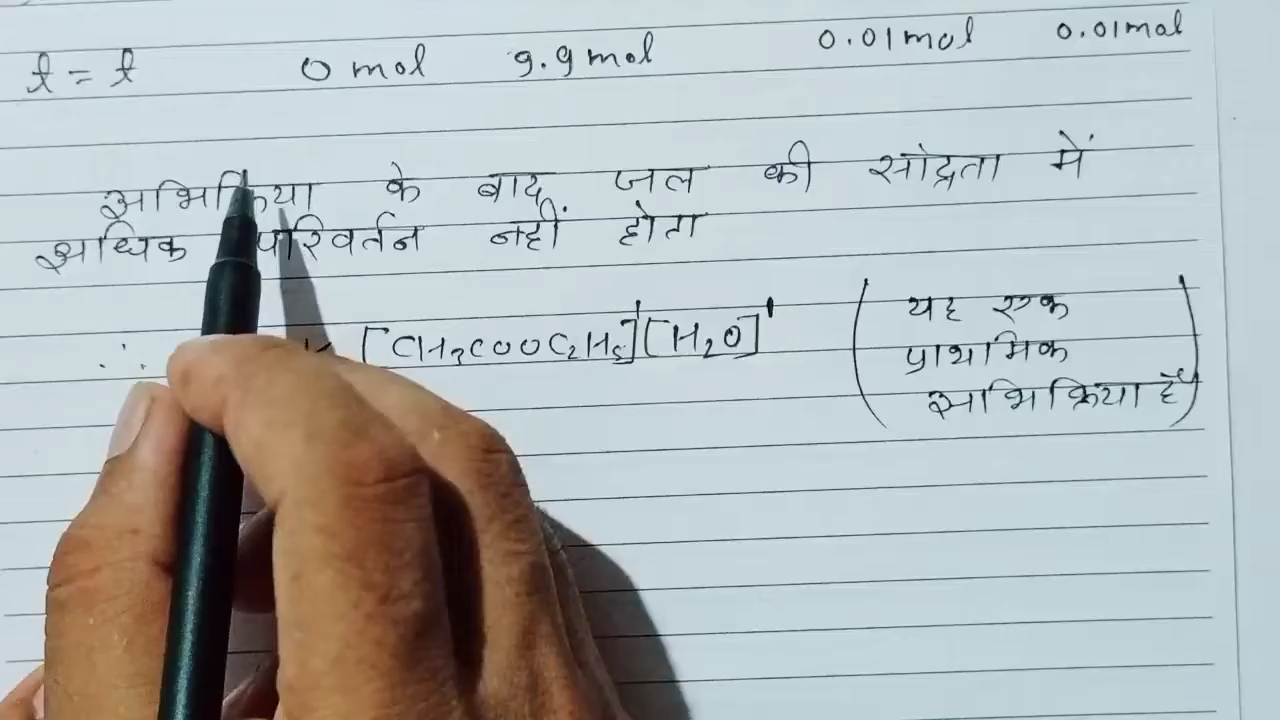 t = t 0 mol 9.9 mol 0.01 mol 0.01 mol
अभिक्रिया के बाद जल की सांद्रता में
अधिक परिवर्तन नहीं होता
∴ [CH3COOC2H5]¹[H2O]¹
(यह एक
प्राथमिक
अभिक्रिया है)